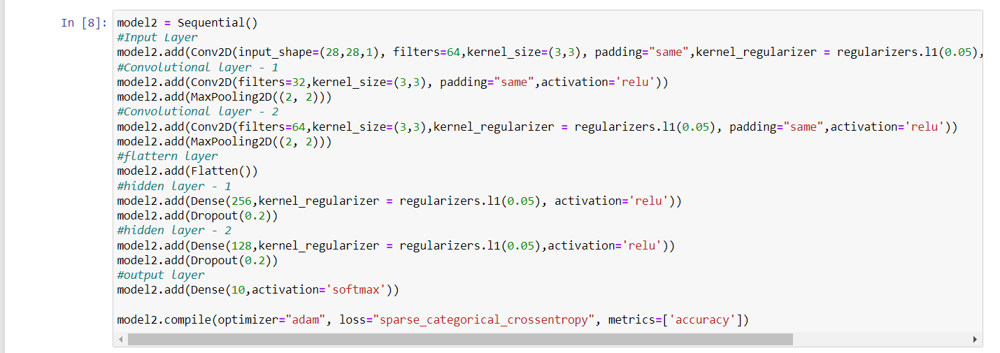 In [8]: model2 = Sequential()
#Input Layer
model2.add(Conv2D(input_shape=(28,28,1), filters=64,kernel_size=(3,3), padding="same",kernel_regularizer = regularizers.l1(0.05),
#Convolutional layer - 1
model2.add(Conv2D(filters=32,kernel_size=(3,3), padding="same",activation='relu'))
model2.add(MaxPooling2D((2, 2)))
#Convolutional layer - 2
model2.add(Conv2D(filters=64,kernel_size=(3,3),kernel_regularizer = regularizers.l1(0.05), padding="same",activation='relu'))
model2.add(MaxPooling2D((2, 2)))
#flattern layer
model2.add(Flatten())
#hidden layer - 1
model2.add(Dense(256,kernel_regularizer = regularizers.l1(0.05), activation='relu'))
model2.add(Dropout(0.2))
#hidden layer - 2
model2.add(Dense(128,kernel_regularizer = regularizers.l1(0.05),activation='relu'))
model2.add(Dropout(0.2))
#output layer
model2.add(Dense(10,activation='softmax'))
model2.compile(optimizer="adam", loss="sparse_categorical_crossentropy", metrics=['accuracy'])